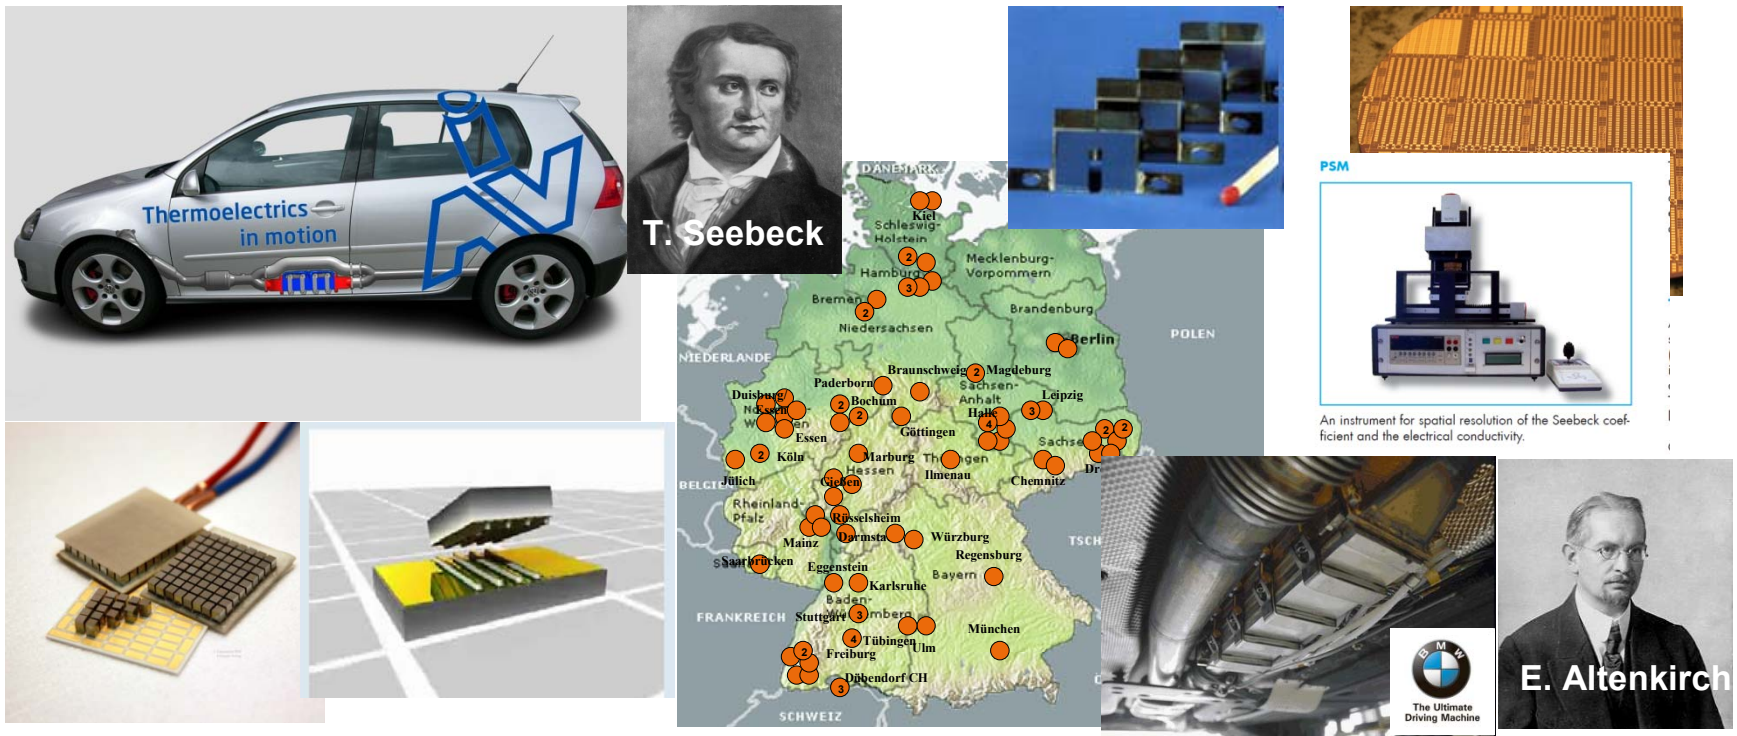 Thermoelectrics
in motion
T. Seebeck
DÄNEMARK
Kiel
Schleswig-
Holstein
2
Hamburg
Mecklenburg-
Vorpommern
3
Bremen
2
Niedersachsen
Brandenburg
Berlin
POLEN
NIEDERLANDE
Braunschweig
2
Magdeburg
Paderborn
Sachsen-
Anhalt
Duisburg/
Essen
2
Bochum
2
Halle
3
Leipzig
4
Göttingen
2
2
Essen
Sachse
2
Köln
Marburg
Hessen
Ilmenau
Chemnitz
Jülich
Gießen
BELGIEN
Rheinland-
Pfalz
Rüsselsheim
Mainz
Darmsta
Würzburg
TSCH
Regensburg
Saarbrücken
Eggenstein
Bayern
Karlsruhe
Baden-
FRANKREICH
Stuttgart
3
4
Tübingen
Ulm
München
2
Freiburg
3
Dübendorf CH
SCHWEIZ
PSM
An instrument for spatial resolution of the Seebeck coef-
ficient and the electrical conductivity.
BMW
The Ultimate
Driving Machine
E. Altenkirch